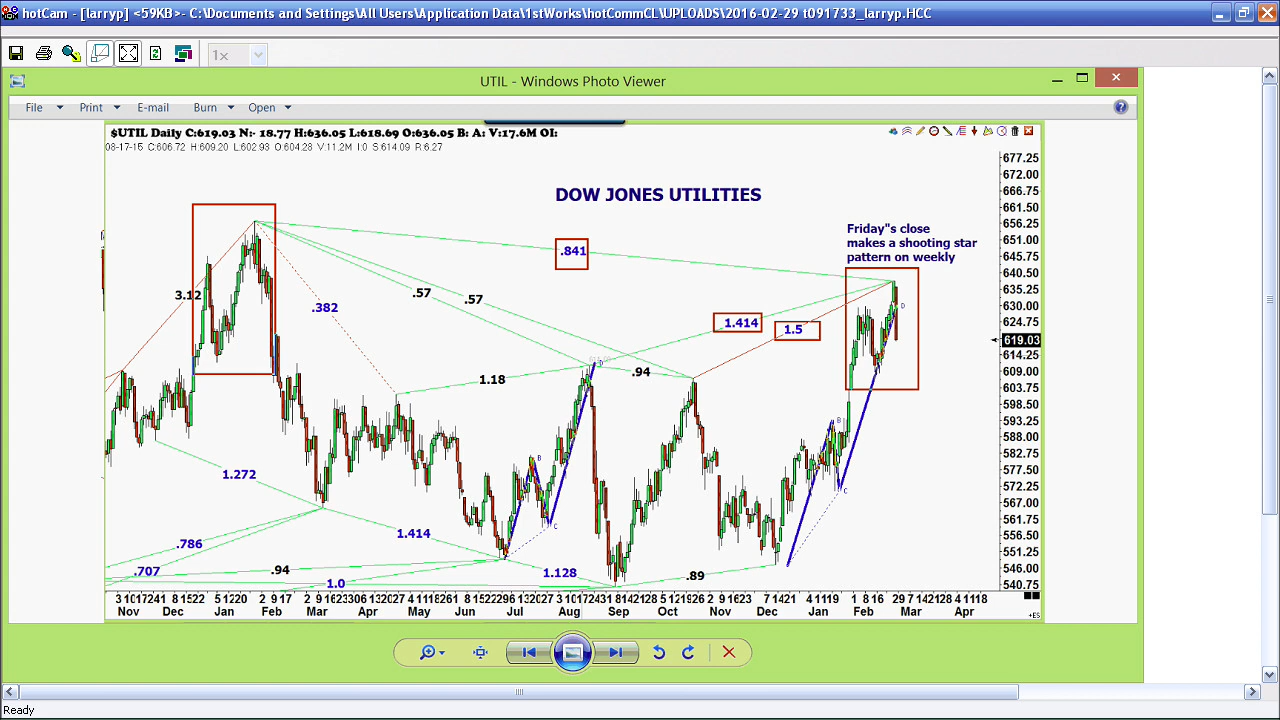 hotCam - [larryp] <59KB>- C:\Documents and Settings\All Users\Application Data\1stWorks\hotCommCL\UPLOADS\2016-02-29 t091733_larryp.HCC
1x
UTIL - Windows Photo Viewer
File Print E-mail Burn Open
$UTIL Daily C:619.03 N:- 18.77 H:636.05 L:618.69 O:636.05 B: A: V:17.6M OI:
08-17-15 C:606.72 H:609.20 L:602.93 O:604.28 V:11.2M I:0 S:614.09 R:6.27
677.25
672.00
666.75
661.50
656.25
651.00
645.75
640.50
635.25
630.00
624.75
619.03
614.25
609.00
603.75
598.50
593.25
588.00
582.75
577.50
572.25
567.00
561.75
556.50
551.25
546.00
540.75
DOW JONES UTILITIES
Friday"s close
makes a shooting star
pattern on weekly
.841
3.12
.57
.57
.382
1.414
1.5
1.18
.94
D
B
C
B
C
D
1.272
1.414
.786
.707
.94
1.0
1.128
.89
Nov Dec Jan Feb Mar Apr May Jun Jul Aug Sep Oct Nov Dec Jan Feb Mar Apr
+ES
Ready